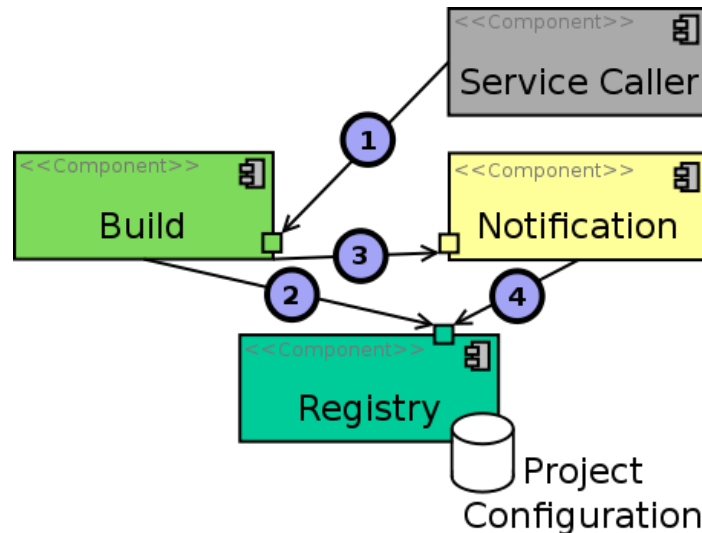 <<Component>>
Service Caller
1
<<Component>>
Build
<<Component>>
Notification
3
2
4
<<Component>>
Registry
Project
Configuration